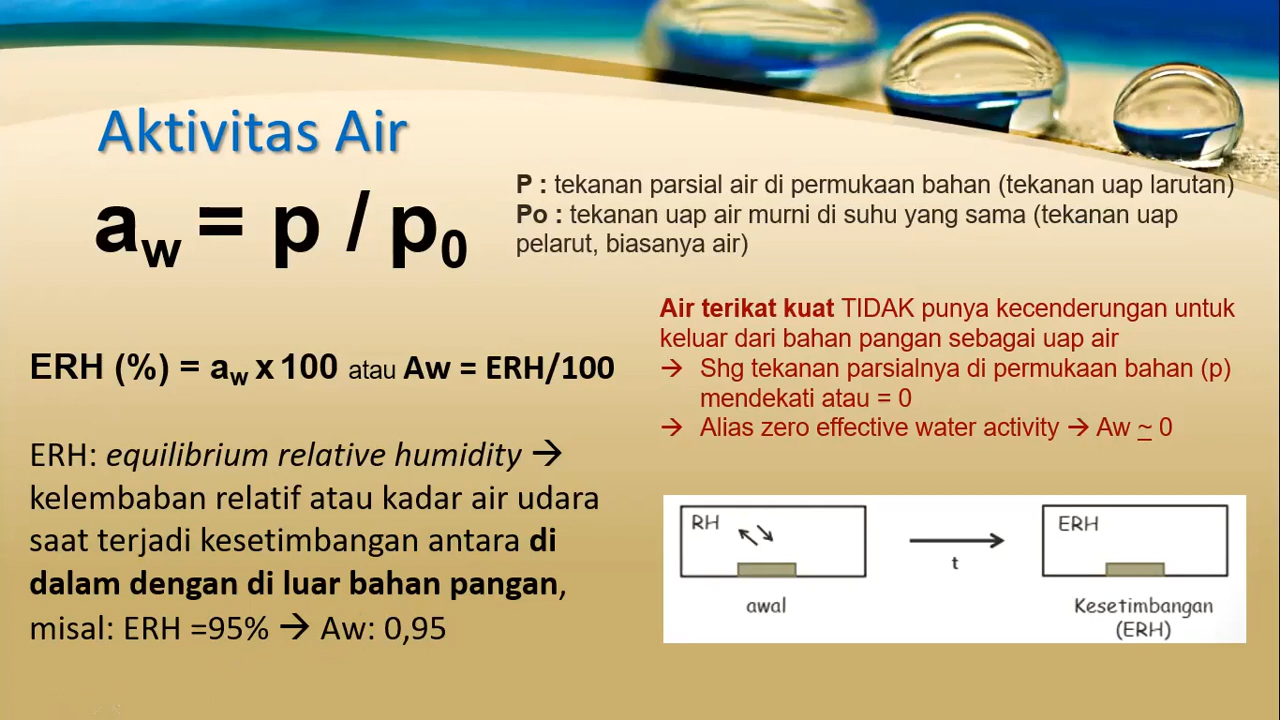 Aktivitas Air
aw = p / p0
P : tekanan parsial air di permukaan bahan (tekanan uap larutan)
Po : tekanan uap air murni di suhu yang sama (tekanan uap
pelarut, biasanya air)
ERH (%) = aw x 100 atau Aw = ERH/100
ERH: equilibrium relative humidity →
kelembaban relatif atau kadar air udara
saat terjadi kesetimbangan antara di
dalam dengan di luar bahan pangan,
misal: ERH =95% → Aw: 0,95
Air terikat kuat TIDAK punya kecenderungan untuk
keluar dari bahan pangan sebagai uap air
→ Shg tekanan parsialnya di permukaan bahan (p)
mendekati atau = 0
→ Alias zero effective water activity → Aw ~ 0
RH
ERH
t
awal
Kesetimbangan
(ERH)